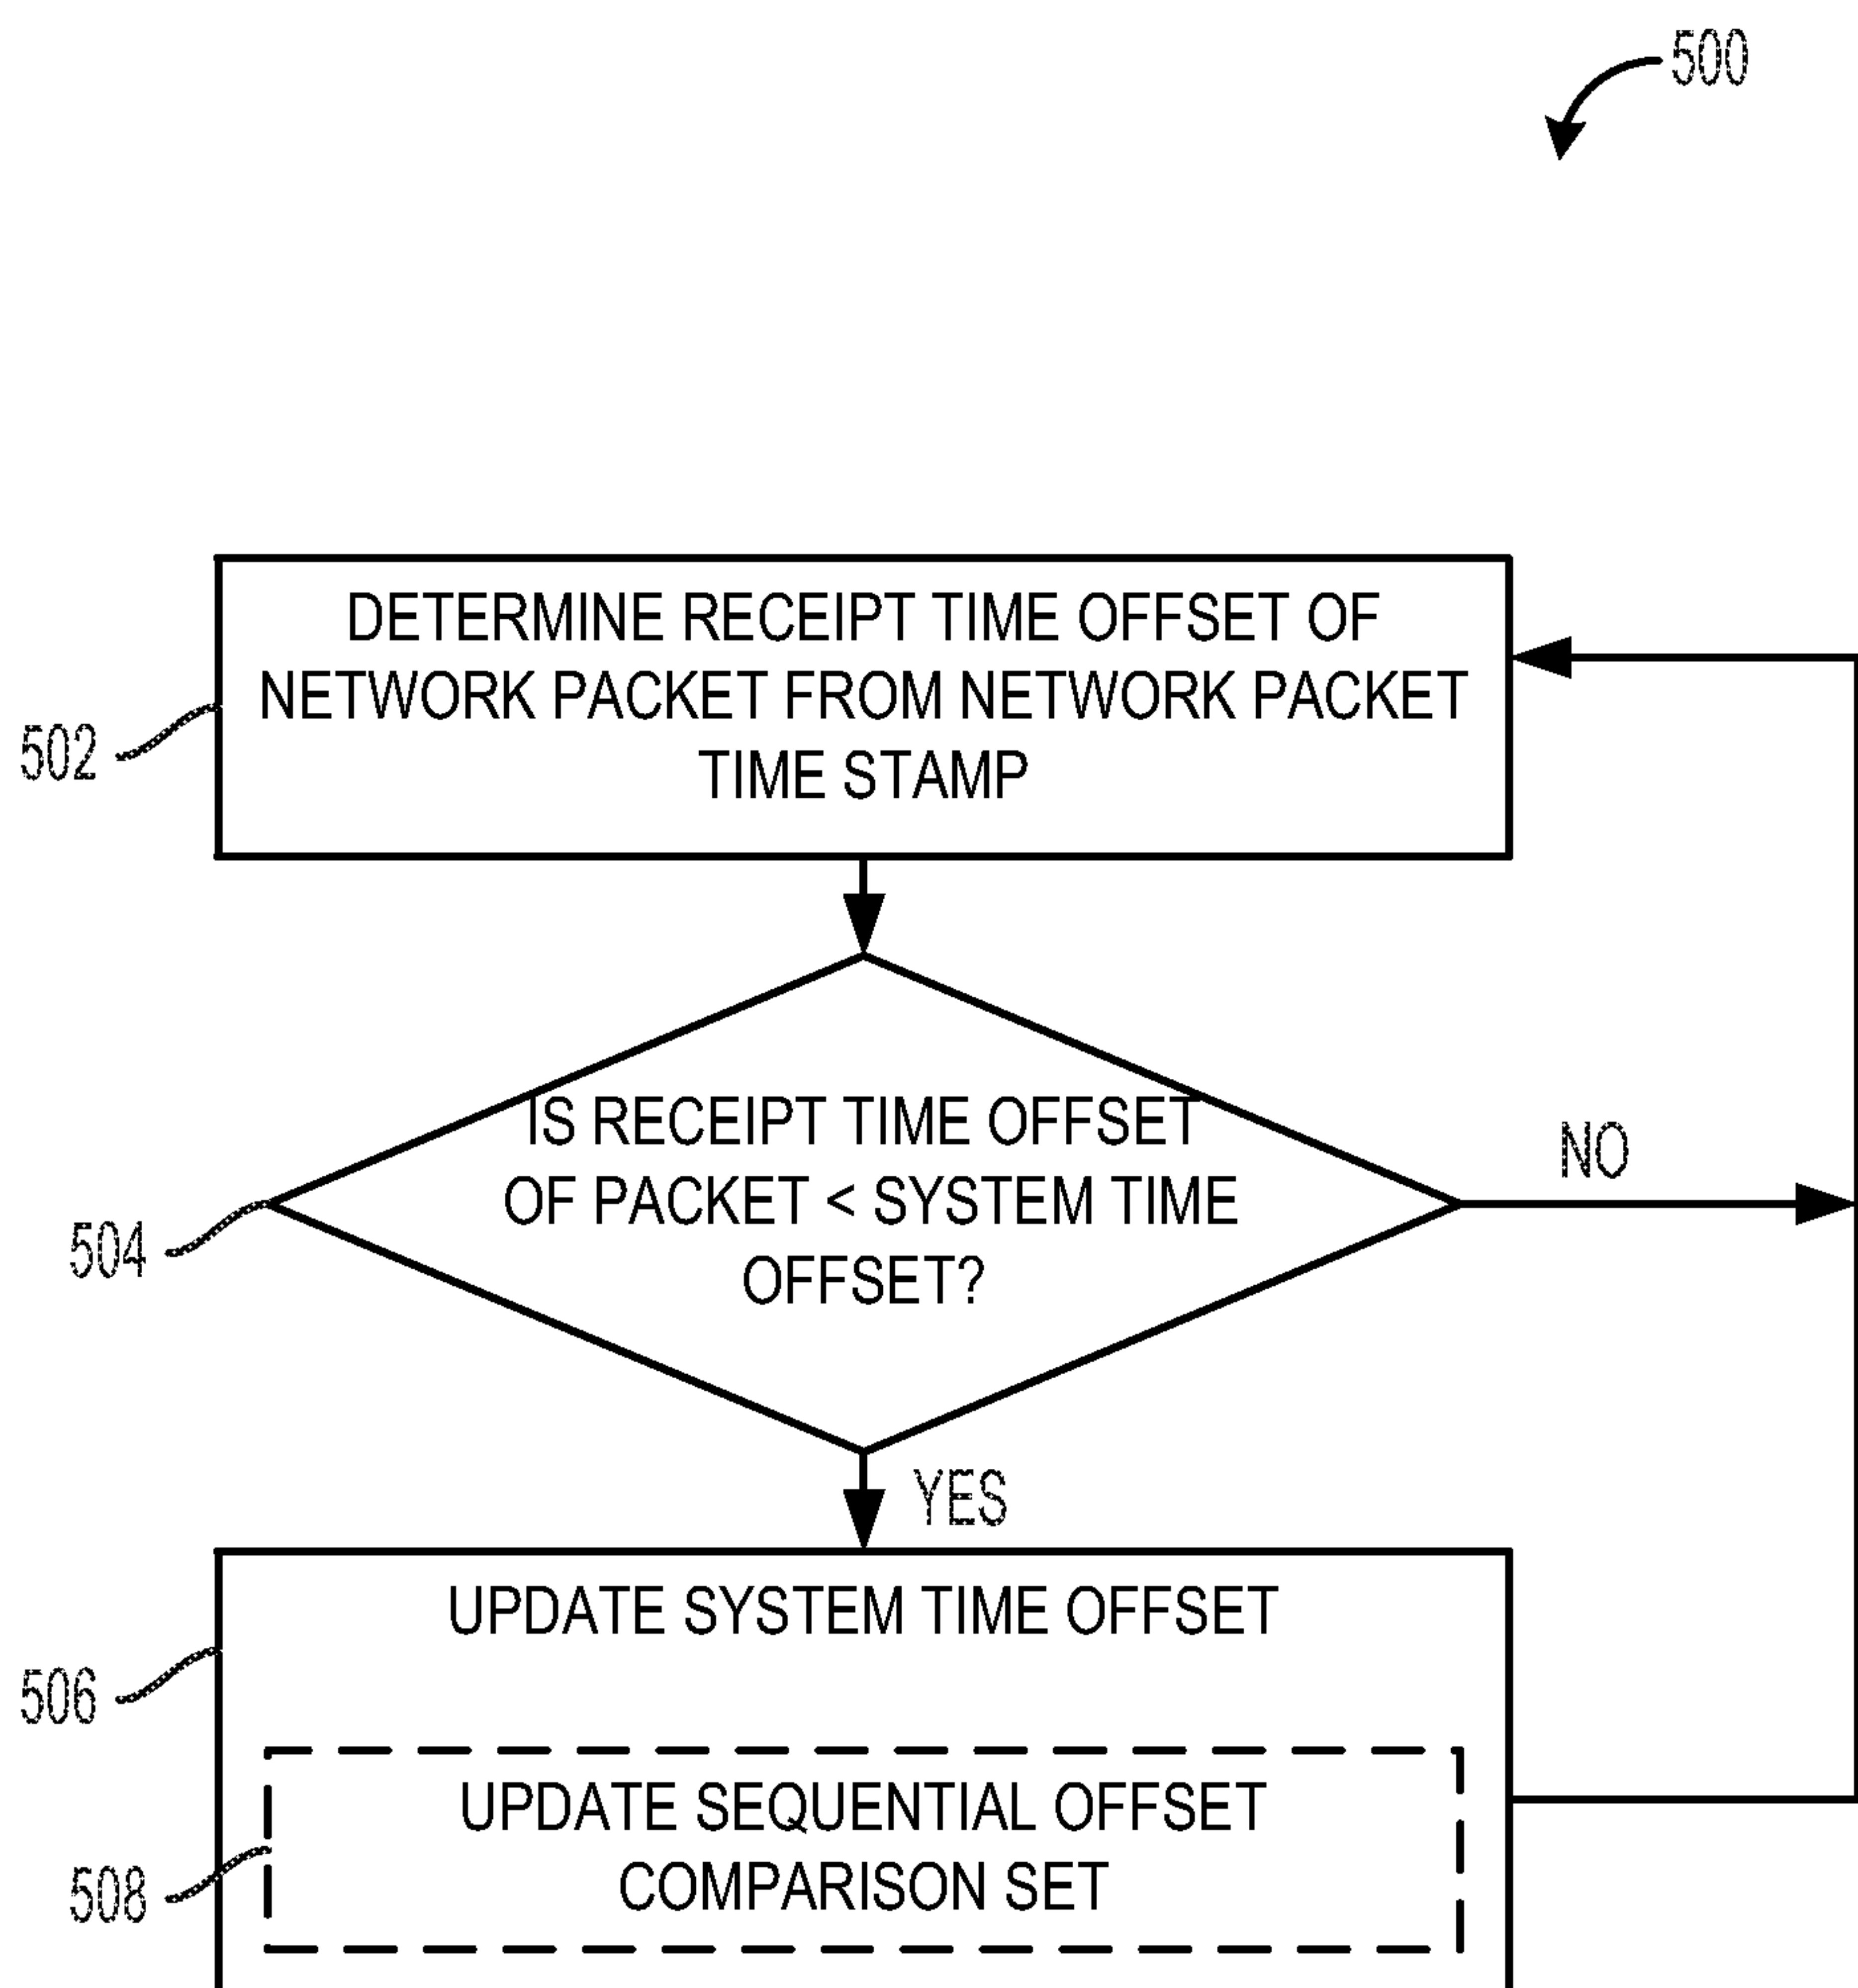 500
DETERMINE RECEIPT TIME OFFSET OF
NETWORK PACKET FROM NETWORK PACKET
TIME STAMP
502
IS RECEIPT TIME OFFSET
OF PACKET < SYSTEM TIME
OFFSET?
504
NO
YES
UPDATE SYSTEM TIME OFFSET
506
UPDATE SEQUENTIAL OFFSET
COMPARISON SET
508